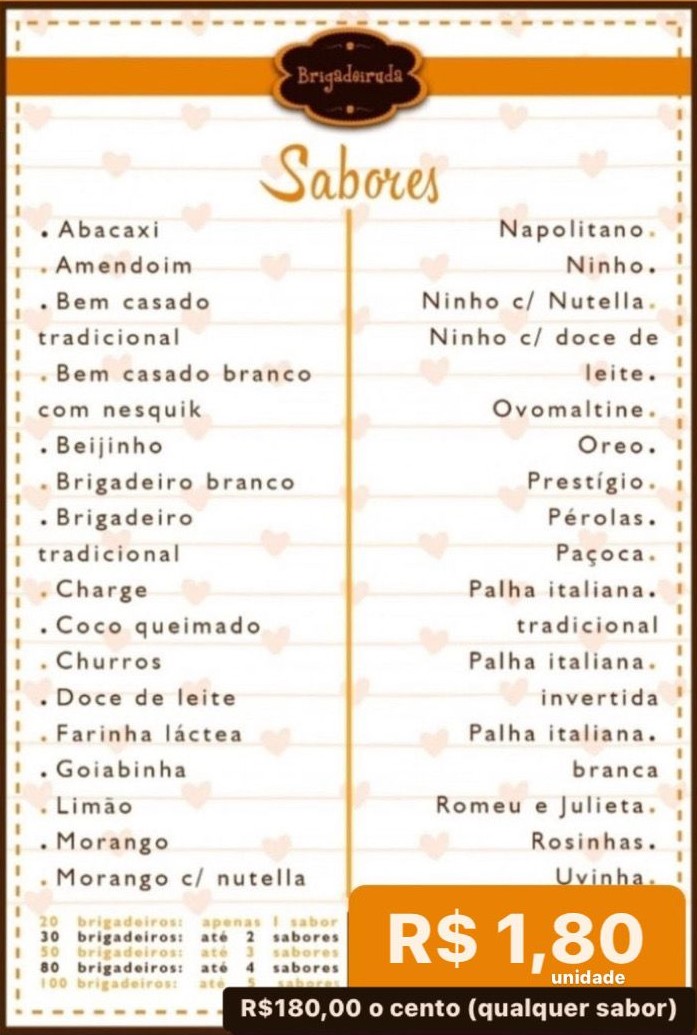 Brigadeiruda
Sabores
. Abacaxi
. Amendoim
. Bem casado
tradicional
. Bem casado branco
com nesquik
. Beijinho
. Brigadeiro branco
. Brigadeiro
tradicional
. Charge
. Coco queimado
. Churros
. Doce de leite
. Farinha láctea
. Goiabinha
. Limão
. Morango
. Morango c/ nutella
Napolitano.
Ninho.
Ninho c/ Nutella.
Ninho c/ doce de
leite.
Ovomaltine.
Oreo.
Prestígio.
Pérolas.
Paçoca.
Palha italiana.
tradicional
Palha italiana.
invertida
Palha italiana.
branca
Romeu e Julieta.
Rosinhas.
Uvinha.
20 brigadeiros: apenas 1 sabor
30 brigadeiros: até 2 sabores
50 brigadeiros: até 3 sabores
80 brigadeiros: até 4 sabores
100 brigadeiros: até 5 sabores
R$ 1,80
unidade
R$180,00 o cento (qualquer sabor)